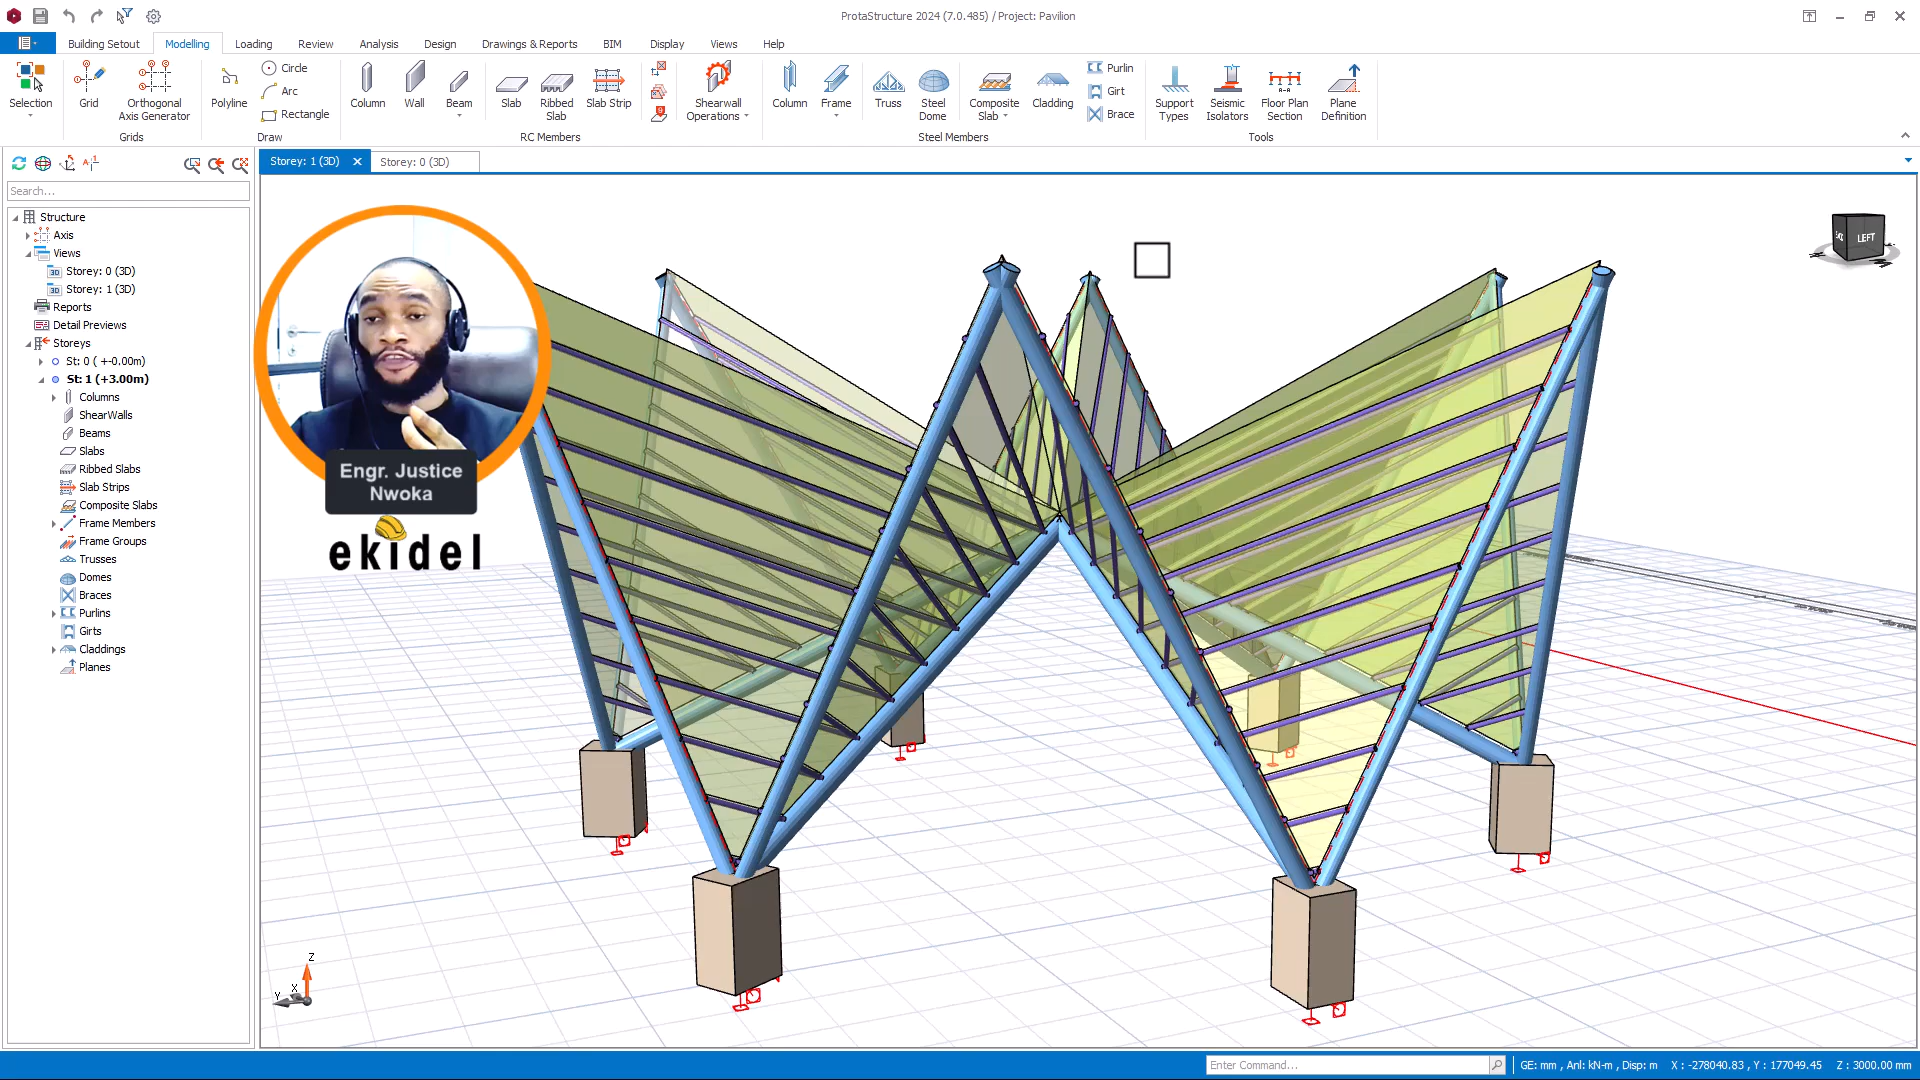 ProtaStructure 2024 (7.0.485) / Project: Pavilion
Building Setout
Modelling
Loading
Review
Analysis
Design
Drawings & Reports
BIM
Display
Views
Help
Selection
Grid
Orthogonal
Axis Generator
Grids
Polyline
Circle
Arc
Rectangle
Draw
Column
Wall
Beam
Slab
Ribbed
Slab
Slab Strip
Shearwall
Operations
RC Members
Column
Frame
Truss
Steel
Dome
Composite
Slab
Cladding
Purlin
Girt
Brace
Steel Members
Support
Types
Seismic
Isolators
Floor Plan
Section
Plane
Definition
Tools
Search...
Structure
Axis
Views
Storey: 0 (3D)
Storey: 1 (3D)
Reports
Detail Previews
Storeys
St: 0 ( +-0.00m)
St: 1 (+3.00m)
Columns
ShearWalls
Beams
Slabs
Ribbed Slabs
Slab Strips
Composite Slabs
Frame Members
Frame Groups
Trusses
Domes
Braces
Purlins
Girts
Claddings
Planes
Storey: 1 (3D)
Storey: 0 (3D)
LEFT
Engr. Justice
Nwoka
ekidel
Z
X
Y
Enter Command...
GE: mm , Anl: kN-m , Disp: m
X : -278040.83, Y : 177049.45
Z : 3000.00 mm